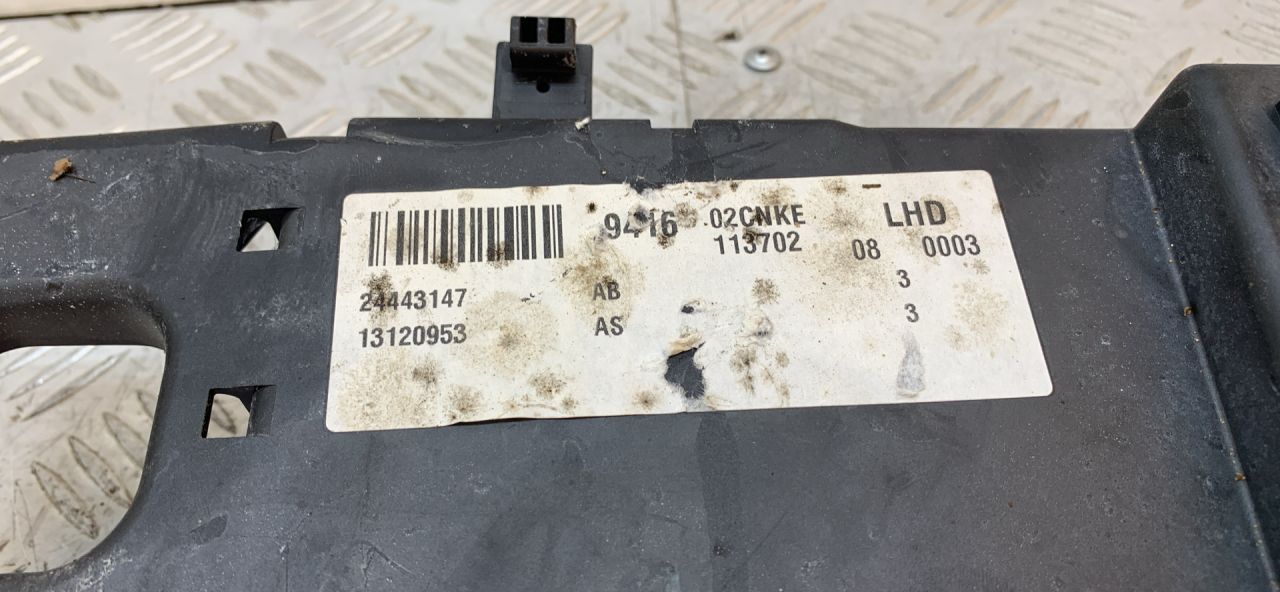 9416 02CNKE LHD
113702 08 0003
24443147 AB 3
13120953 AS 3